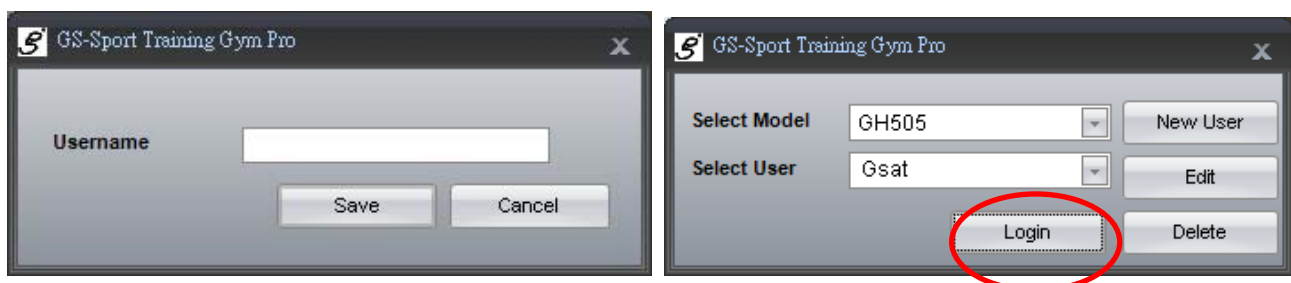 GS-Sport Training Gym Pro
x
Username
Save Cancel
GS-Sport Training Gym Pro
x
Select Model GH505 New User
Select User Gsat Edit
Login Delete